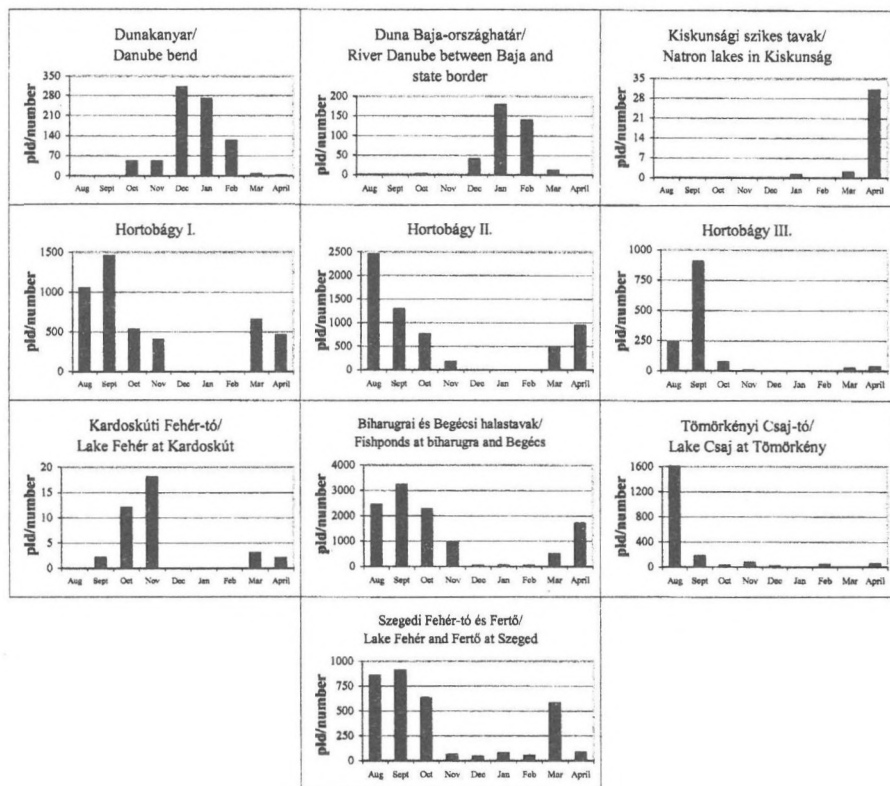 Dunakanyar/
Danube bend
pld/number
350
280
210
140
70
0
Aug Sept Oct Nov Dec Jan Feb Mar April
Duna Baja-országhatár/
River Danube between Baja and
state border
pld/number
200
150
100
50
0
Aug Sept Oct Nov Dec Jan Feb Mar April
Kiskunsági szikes tavak/
Natron lakes in Kiskunság
pld/number
35
28
21
14
7
0
Aug Sept Oct Nov Dec Jan Feb Mar April
Hortobágy I.
pld/number
1500
1000
500
0
Aug Sept Oct Nov Dec Jan Feb Mar April
Hortobágy II.
pld/number
2500
2000
1500
1000
500
0
Aug Sept Oct Nov Dec Jan Feb Mar April
Hortobágy III.
pld/number
1000
750
500
250
0
Aug Sept Oct Nov Dec Jan Feb Mar April
Kardoskúti Fehér-tó/
Lake Fehér at Kardoskút
pld/number
20
15
10
5
0
Aug Sept Oct Nov Dec Jan Feb Mar April
Biharugrai és Begécsi halastavak/
Fishponds at biharugra and Begécs
pld/number
4000
3000
2000
1000
0
Aug Sept Oct Nov Dec Jan Feb Mar April
Tömörkényi Csaj-tó/
Lake Csaj at Tömörkény
pld/number
1600
1200
800
400
0
Aug Sept Oct Nov Dec Jan Feb Mar April
Szegedi Fehér-tó és Fertő/
Lake Fehér and Fertő at Szeged
pld/number
1000
750
500
250
0
Aug Sept Oct Nov Dec Jan Feb Mar April